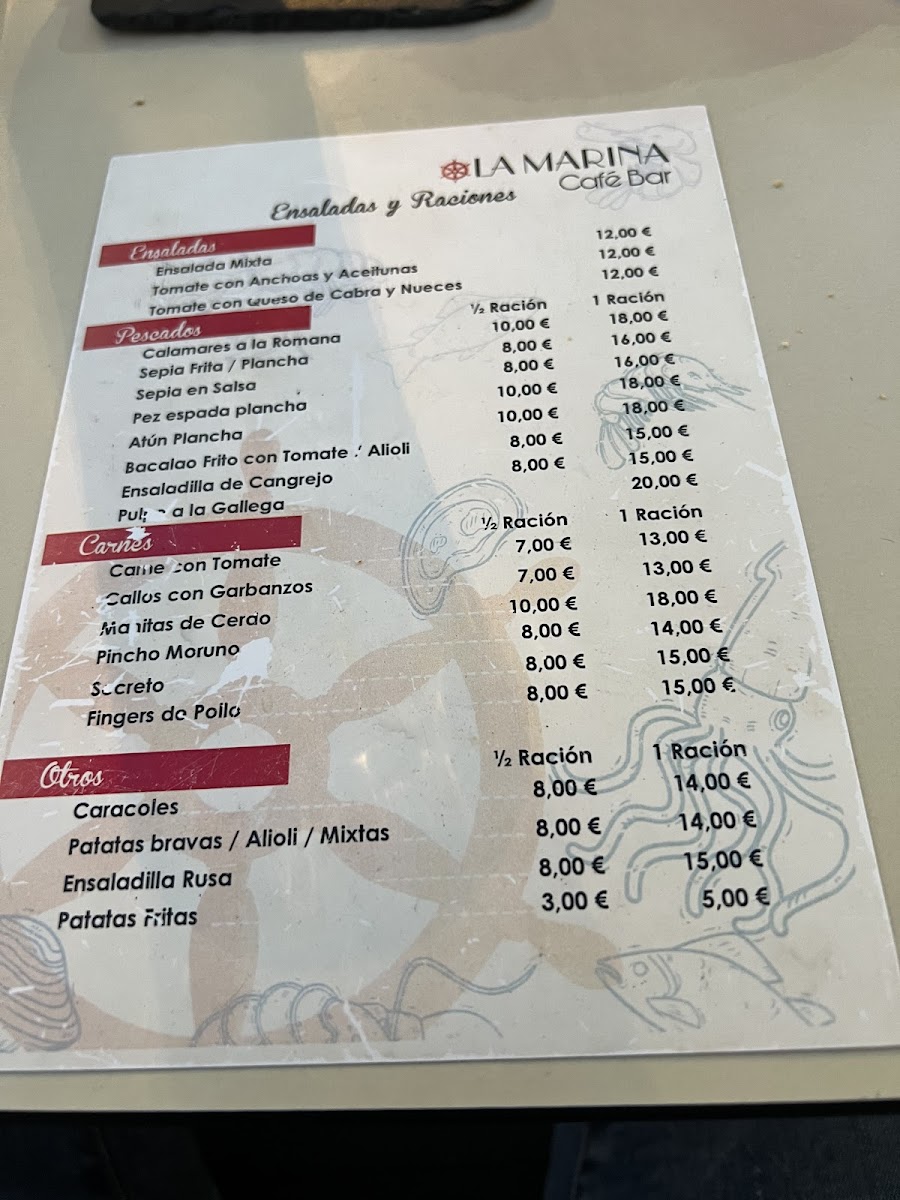 LA MARINA
Café Bar
Ensaladas y Raciones
Ensaladas
Ensalada Mixta 12,00 €
Tomate con Anchoas y Aceitunas 12,00 €
Tomate con Queso de Cabra y Nueces 12,00 €
Pescados ½ Ración 1 Ración
Calamares a la Romana 10,00 € 18,00 €
Sepia Frita / Plancha 8,00 € 16,00 €
Sepia en Salsa 8,00 € 16,00 €
Pez espada plancha 10,00 € 18,00 €
Atún Plancha 10,00 € 18,00 €
Bacalao Frito con Tomate / Alioli 8,00 € 15,00 €
Ensaladilla de Cangrejo 8,00 € 15,00 €
Pulpo a la Gallega 20,00 €
Carnes ½ Ración 1 Ración
Carne con Tomate 7,00 € 13,00 €
Callos con Garbanzos 7,00 € 13,00 €
Manitas de Cerdo 10,00 € 18,00 €
Pincho Moruno 8,00 € 14,00 €
Secreto 8,00 € 15,00 €
Fingers de Pollo 8,00 € 15,00 €
Otros ½ Ración 1 Ración
Caracoles 8,00 € 14,00 €
Patatas bravas / Alioli / Mixtas 8,00 € 14,00 €
Ensaladilla Rusa 8,00 € 15,00 €
Patatas Fritas 3,00 € 5,00 €